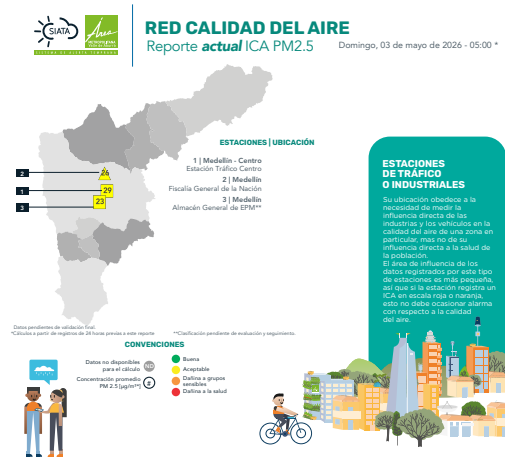 SIATA
Área
METROPOLITANA
RED CALIDAD DEL AIRE
Reporte actual ICA PM2.5
Domingo, 03 de mayo de 2026 - 05:00 *
ESTACIONES | UBICACIÓN
1 | Medellín - Centro
Estación Tráfico Centro
2 | Medellín
Fiscalía General de la Nación
3 | Medellín
Almacén General de EPM**
2
26
1
29
3
23
ESTACIONES
DE TRÁFICO
O INDUSTRIALES
Su ubicación obedece a la
necesidad de medir la
influencia directa de las
industrias y los vehículos en la
calidad del aire de una zona en
particular, mas no de su
influencia directa a la salud de
la población.
El área de influencia de los
datos registrados por este tipo
de estaciones es más pequeña,
así que si la estación registra un
ICA en escala roja o naranja,
esto no debe ocasionar alarma
con respecto a la calidad
del aire.
Datos pendientes de validación final.
*Cálculos a partir de registros de 24 horas previas a este reporte
**Clasificación pendiente de evaluación y seguimiento.
CONVENCIONES
Datos no disponibles
para el cálculo
ND
Concentración promedio
PM 2.5 [µg/m³]
#
Buena
Aceptable
Dañina a grupos
sensibles
Dañina a la salud